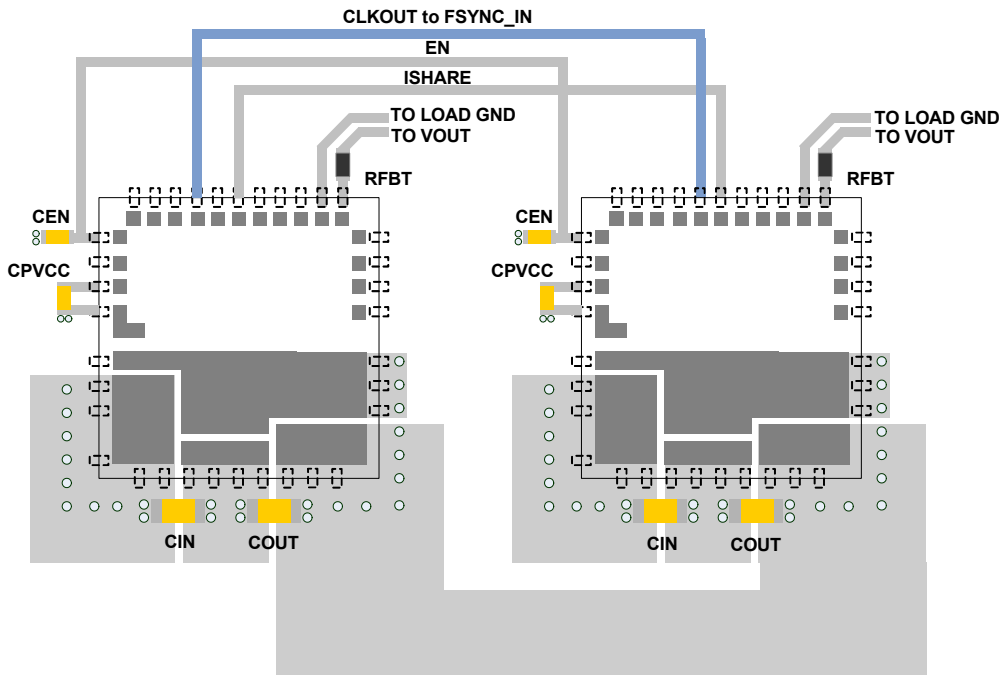 CLKOUT to FSYNC_IN
EN
ISHARE
TO LOAD GND
TO VOUT
RFBT
TO LOAD GND
TO VOUT
RFBT
CEN
CEN
CPVCC
CPVCC
CIN
COUT
CIN
COUT